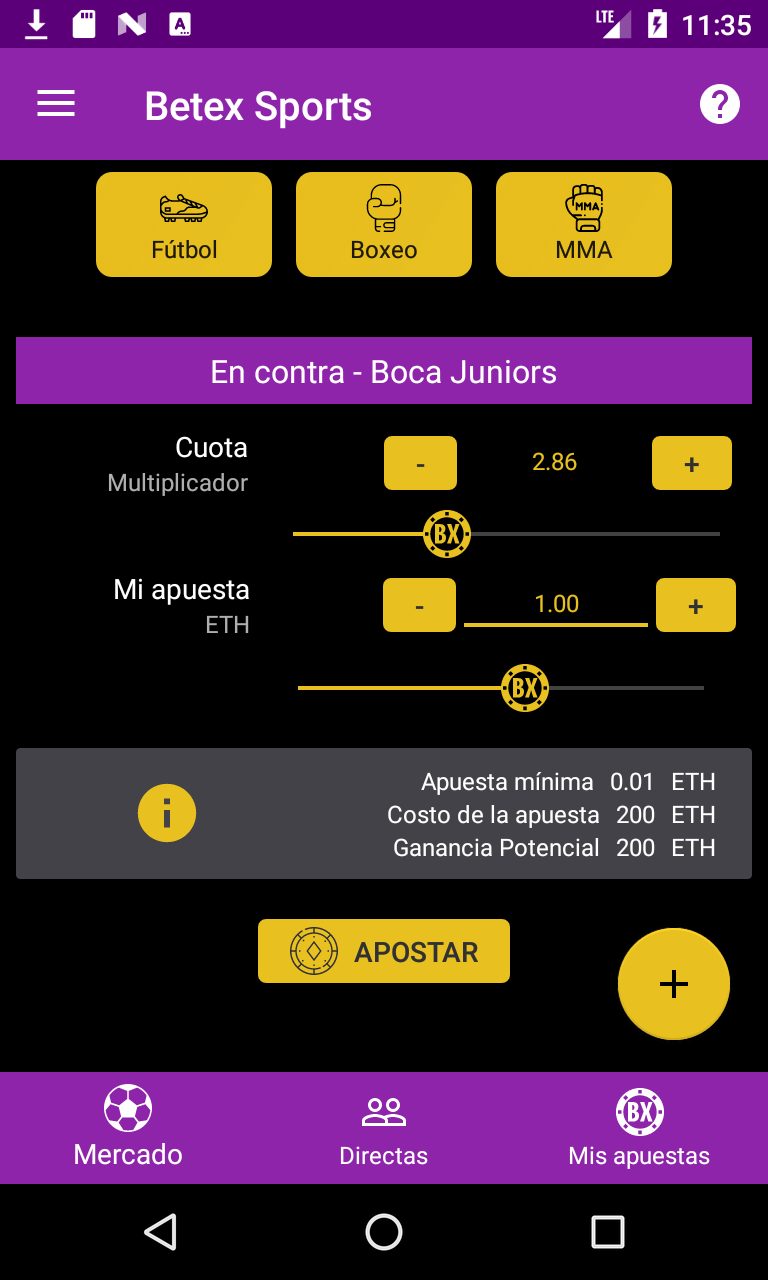 LTE 11:35
Betex Sports
Fútbol
Boxeo
MMA
MMA
En contra - Boca Juniors
Cuota
Multiplicador
- 2.86 +
BX
Mi apuesta
ETH
- 1.00 +
BX
Apuesta mínima 0.01 ETH
Costo de la apuesta 200 ETH
Ganancia Potencial 200 ETH
APOSTAR
+
Mercado
Directas
BX
Mis apuestas